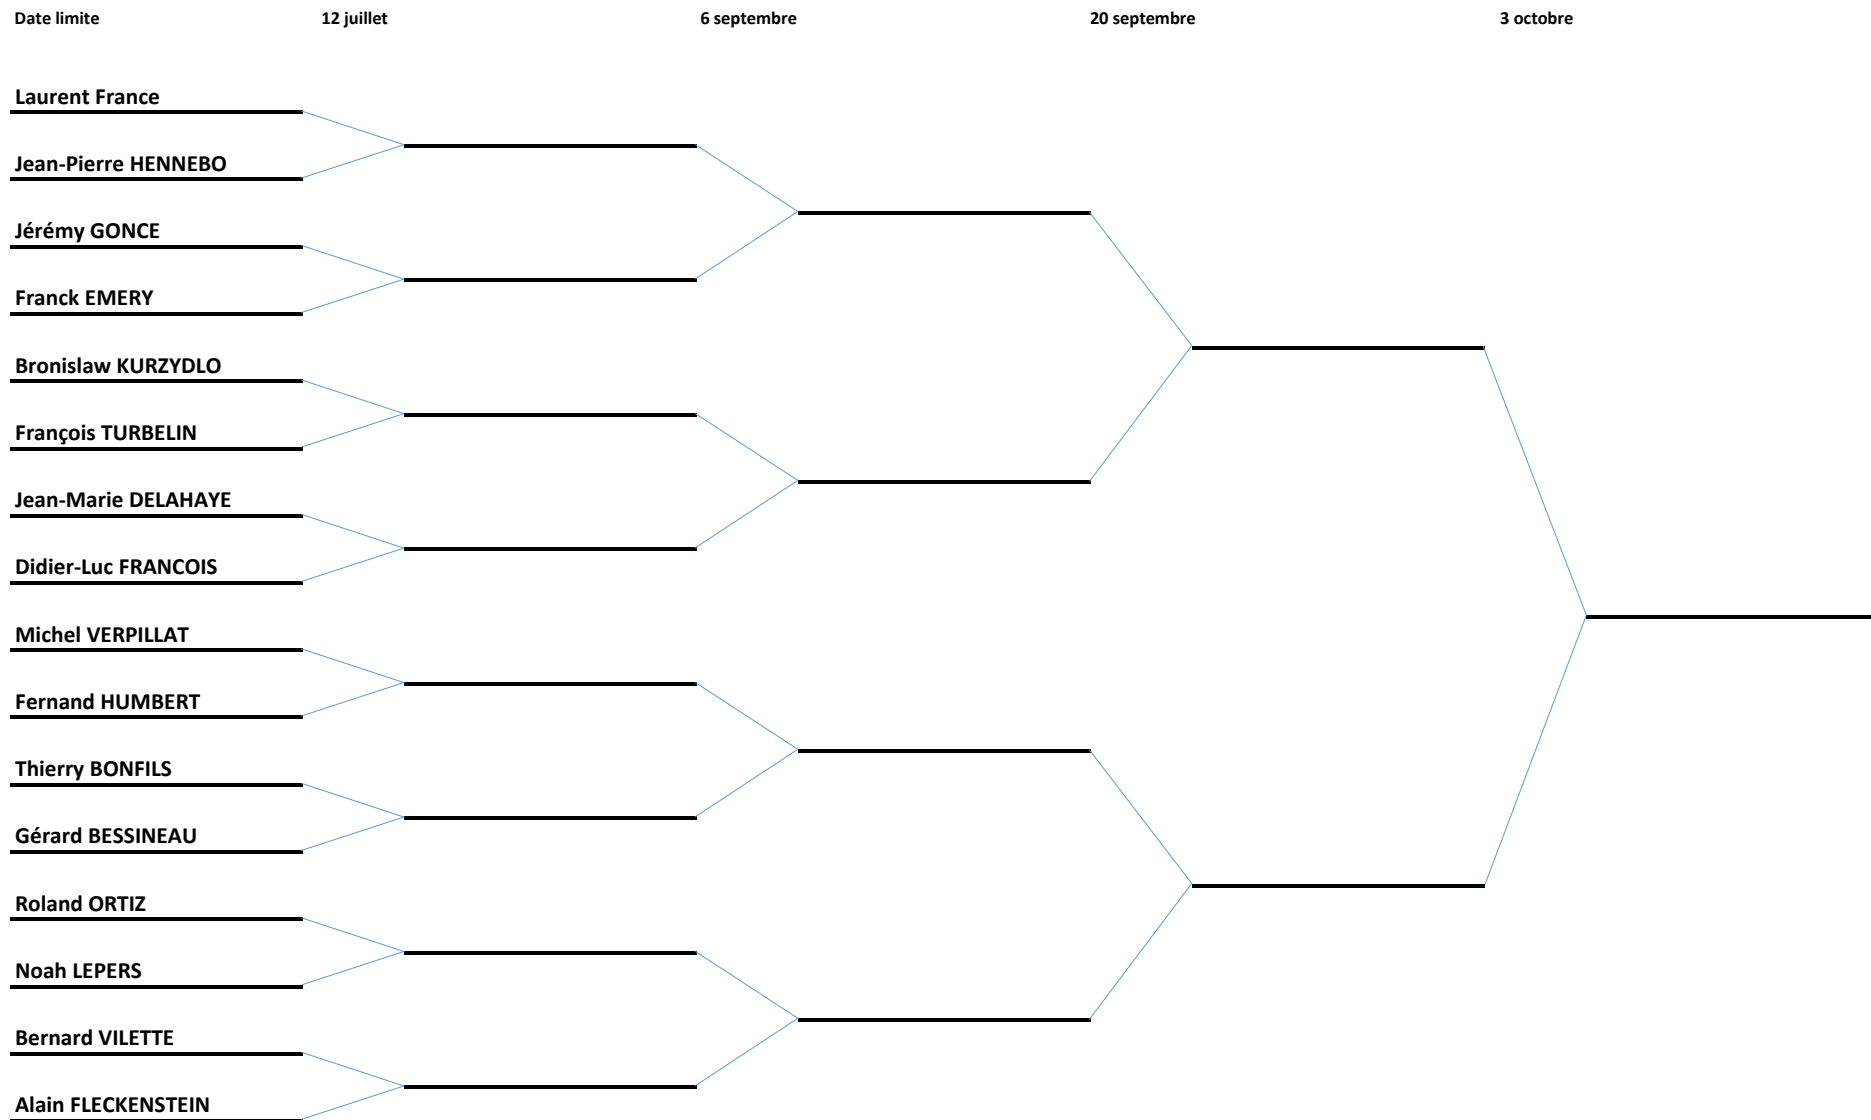 Date limite 12 juillet 6 septembre 20 septembre 3 octobre
Laurent France
Jean-Pierre HENNEBO
Jérémy GONCE
Franck EMERY
Bronislaw KURZYDLO
François TURBELIN
Jean-Marie DELAHAYE
Didier-Luc FRANCOIS
Michel VERPILLAT
Fernand HUMBERT
Thierry BONFILS
Gérard BESSINEAU
Roland ORTIZ
Noah LEPERS
Bernard VILETTE
Alain FLECKENSTEIN